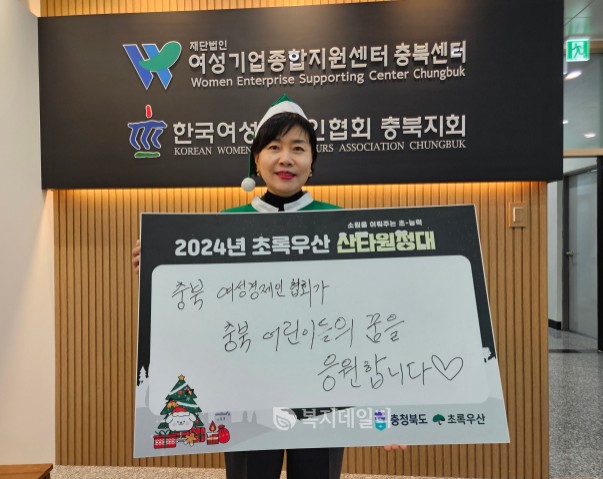 재단법인
여성기업종합지원센터 충북센터
Women Enterprise Supporting Center Chungbuk
한국여성 인협회 충북지회
KOREAN WOMEN URS ASSOCIATION CHUNGBUK
소원을 이뤄주는 초-능력
2024년 초록우산 산타원정대
충북 여성경제인협회가
충북 어린이들의 꿈을
응원합니다♡
복지데일리
충청북도
초록우산